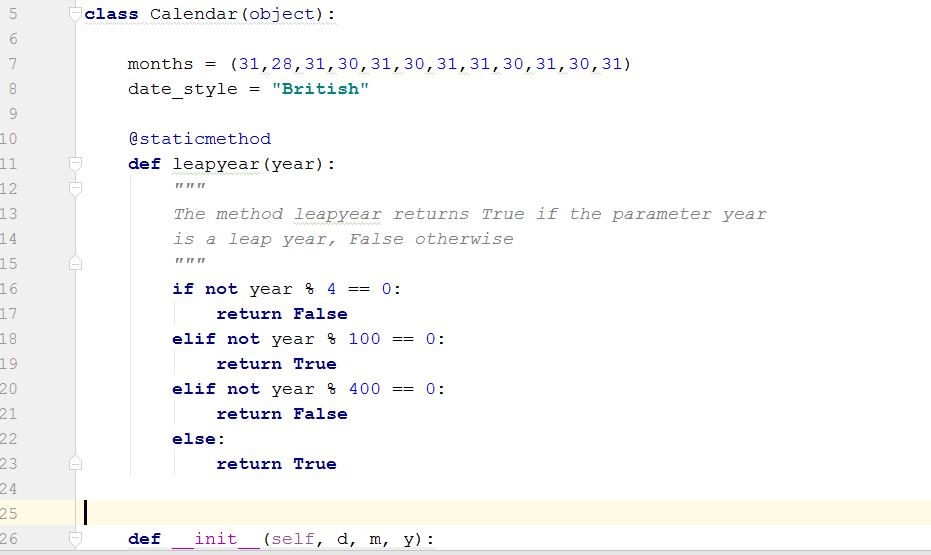 5 class Calendar(object):
6
7 months = (31,28,31,30,31,30,31,31,30,31,30,31)
8 date_style = "British"
9
10 @staticmethod
11 def leapyear(year):
12 """
13 The method leapyear returns True if the parameter year
14 is a leap year, False otherwise
15 """
16 if not year % 4 == 0:
17 return False
18 elif not year % 100 == 0:
19 return True
20 elif not year % 400 == 0:
21 return False
22 else:
23 return True
24
25
26 def __init__(self, d, m, y):